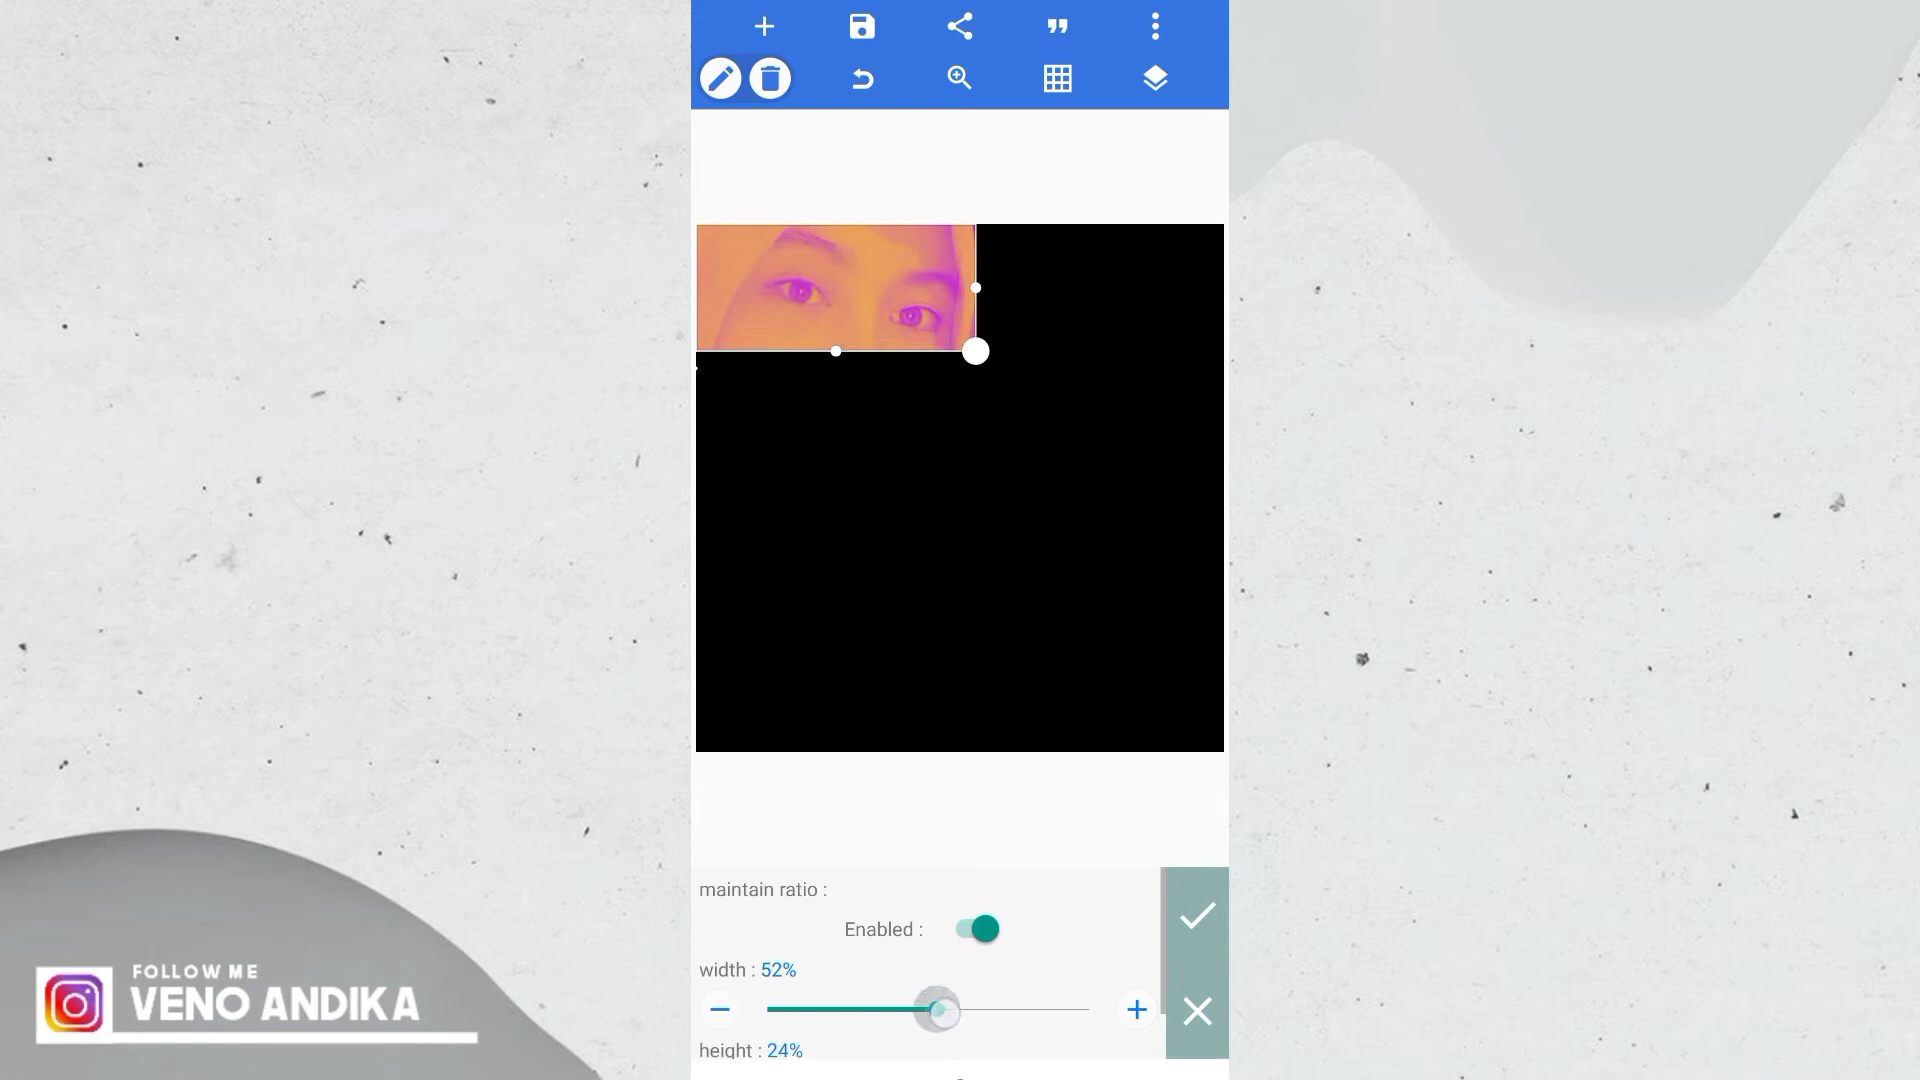 maintain ratio :
Enabled :
width : 52%
height : 24%
FOLLOW ME
VENO ANDIKA